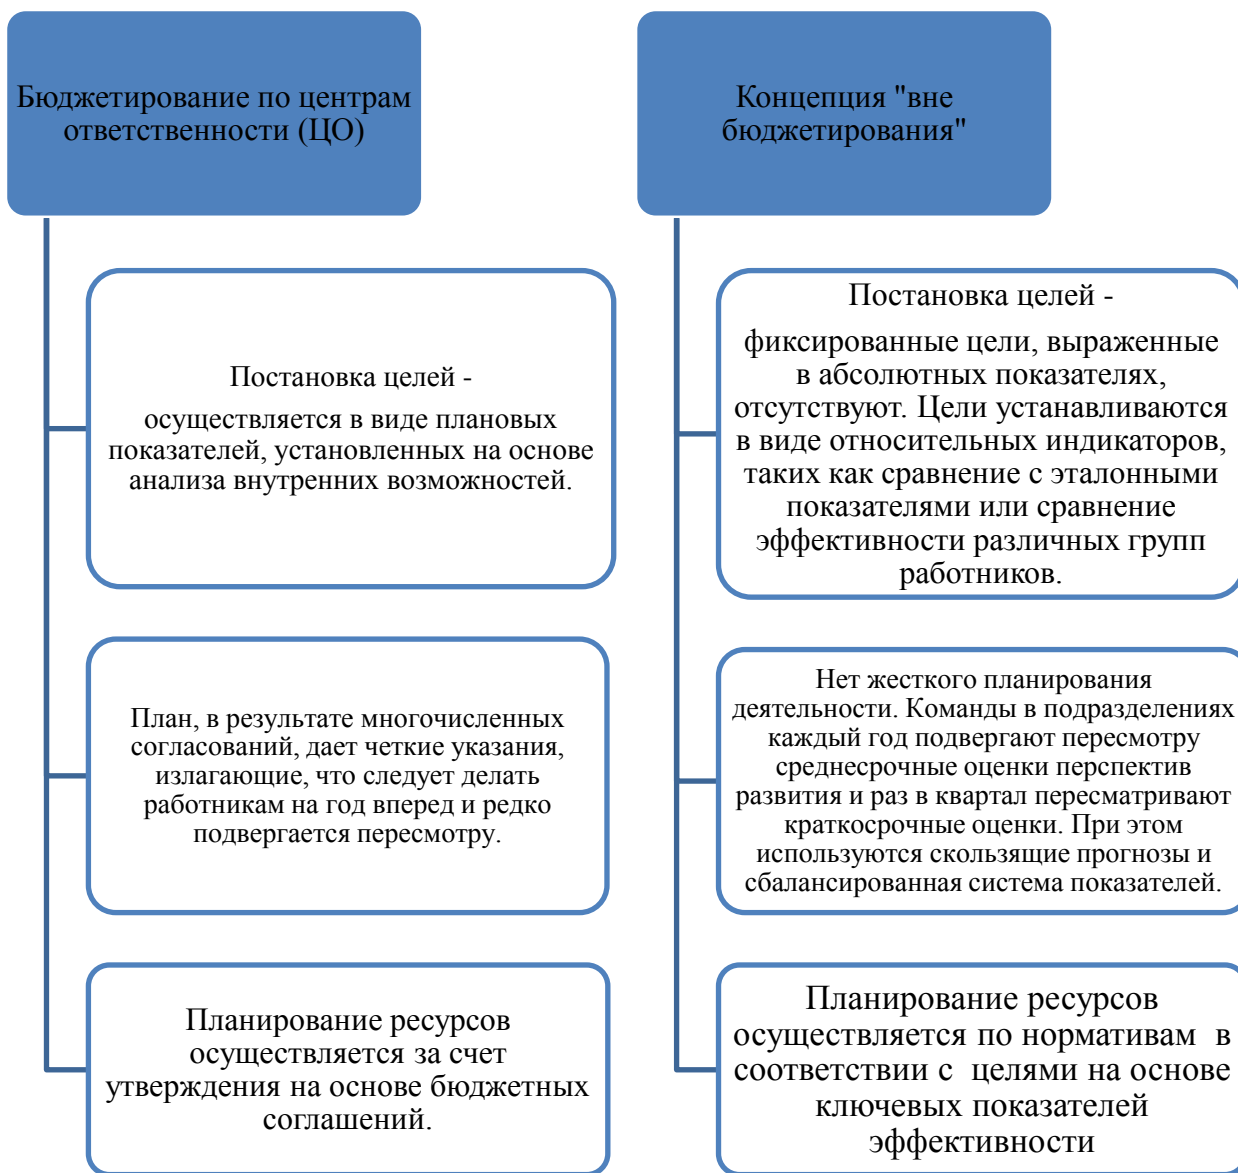 Бюджетирование по центрам
ответственности (ЦО)
Постановка целей -
осуществляется в виде плановых
показателей, установленных на основе
анализа внутренних возможностей.
План, в результате многочисленных
согласований, дает четкие указания,
излагающие, что следует делать
работникам на год вперед и редко
подвергается пересмотру.
Планирование ресурсов
осуществляется за счет
утверждения на основе бюджетных
соглашений.
Концепция "вне
бюджетирования"
Постановка целей -
фиксированные цели, выраженные
в абсолютных показателях,
отсутствуют. Цели устанавливаются
в виде относительных индикаторов,
таких как сравнение с эталонными
показателями или сравнение
эффективности различных групп
работников.
Нет жесткого планирования
деятельности. Команды в подразделениях
каждый год подвергают пересмотру
среднесрочные оценки перспектив
развития и раз в квартал пересматривают
краткосрочные оценки. При этом
используются скользящие прогнозы и
сбалансированная система показателей.
Планирование ресурсов
осуществляется по нормативам  в
соответствии с  целями на основе
ключевых показателей
эффективности